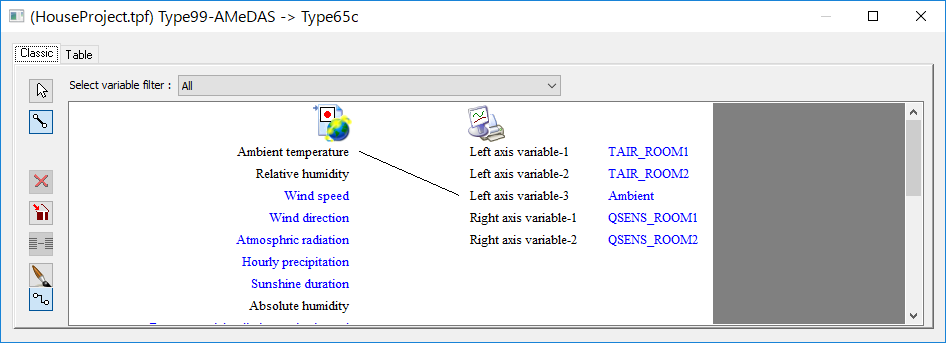 (HouseProject.tpf) Type99-AMeDAS -> Type65c
Classic Table
Select variable filter : All
Ambient temperature Left axis variable-1 TAIR_ROOM1
Relative humidity Left axis variable-2 TAIR_ROOM2
Wind speed Left axis variable-3 Ambient
Wind direction Right axis variable-1 QSENS_ROOM1
Atmosphric radiation Right axis variable-2 QSENS_ROOM2
Hourly precipitation
Sunshine duration
Absolute humidity